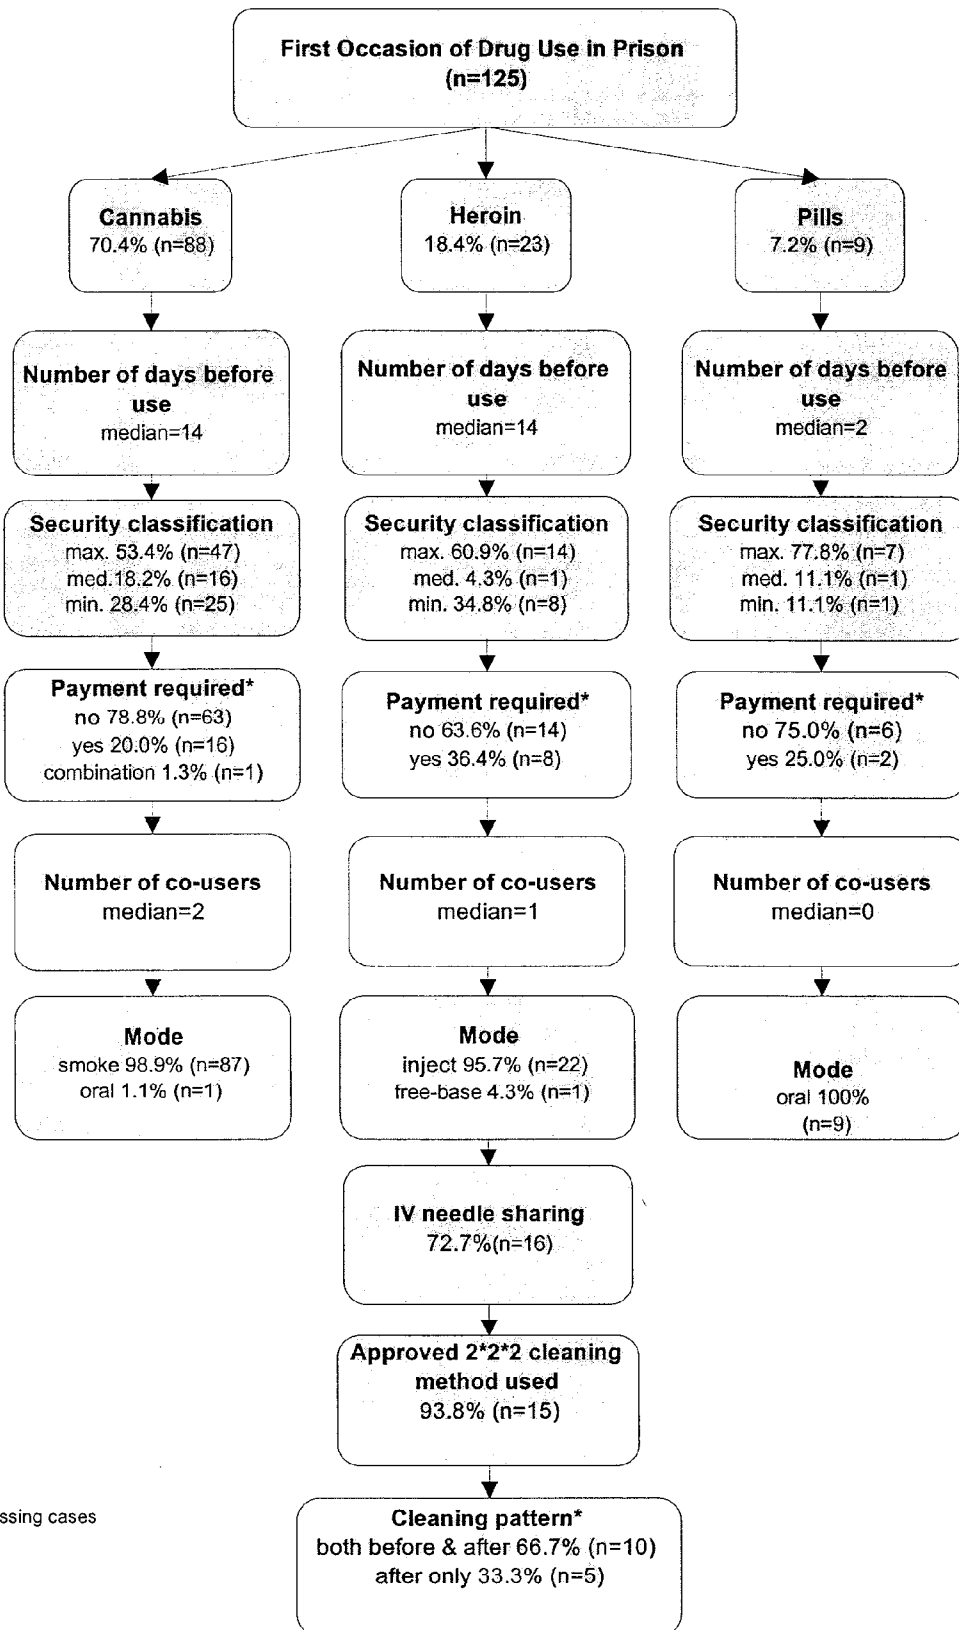 First Occasion of Drug Use in Prison
(n=125)
Cannabis
70.4% (n=88)
Heroin
18.4% (n=23)
Pills
7.2% (n=9)
Number of days before
use
median=14
Number of days before
use
median=14
Number of days before
use
median=2
Security classification
max. 53.4% (n=47)
med.18.2% (n=16)
min. 28.4% (n=25)
Security classification
max. 60.9% (n=14)
med. 4.3% (n=1)
min. 34.8% (n=8)
Security classification
max. 77.8% (n=7)
med. 11.1% (n=1)
min. 11.1% (n=1)
Payment required*
no 78.8% (n=63)
yes 20.0% (n=16)
combination 1.3% (n=1)
Payment required*
no 63.6% (n=14)
yes 36.4% (n=8)
Payment required*
no 75.0% (n=6)
yes 25.0% (n=2)
Number of co-users
median=2
Number of co-users
median=1
Number of co-users
median=0
Mode
smoke 98.9% (n=87)
oral 1.1% (n=1)
Mode
inject 95.7% (n=22)
free-base 4.3% (n=1)
Mode
oral 100%
(n=9)
IV needle sharing
72.7%(n=16)
Approved 2*2*2 cleaning
method used
93.8% (n=15)
ssing cases
Cleaning pattern*
both before & after 66.7% (n=10)
after only 33.3% (n=5)